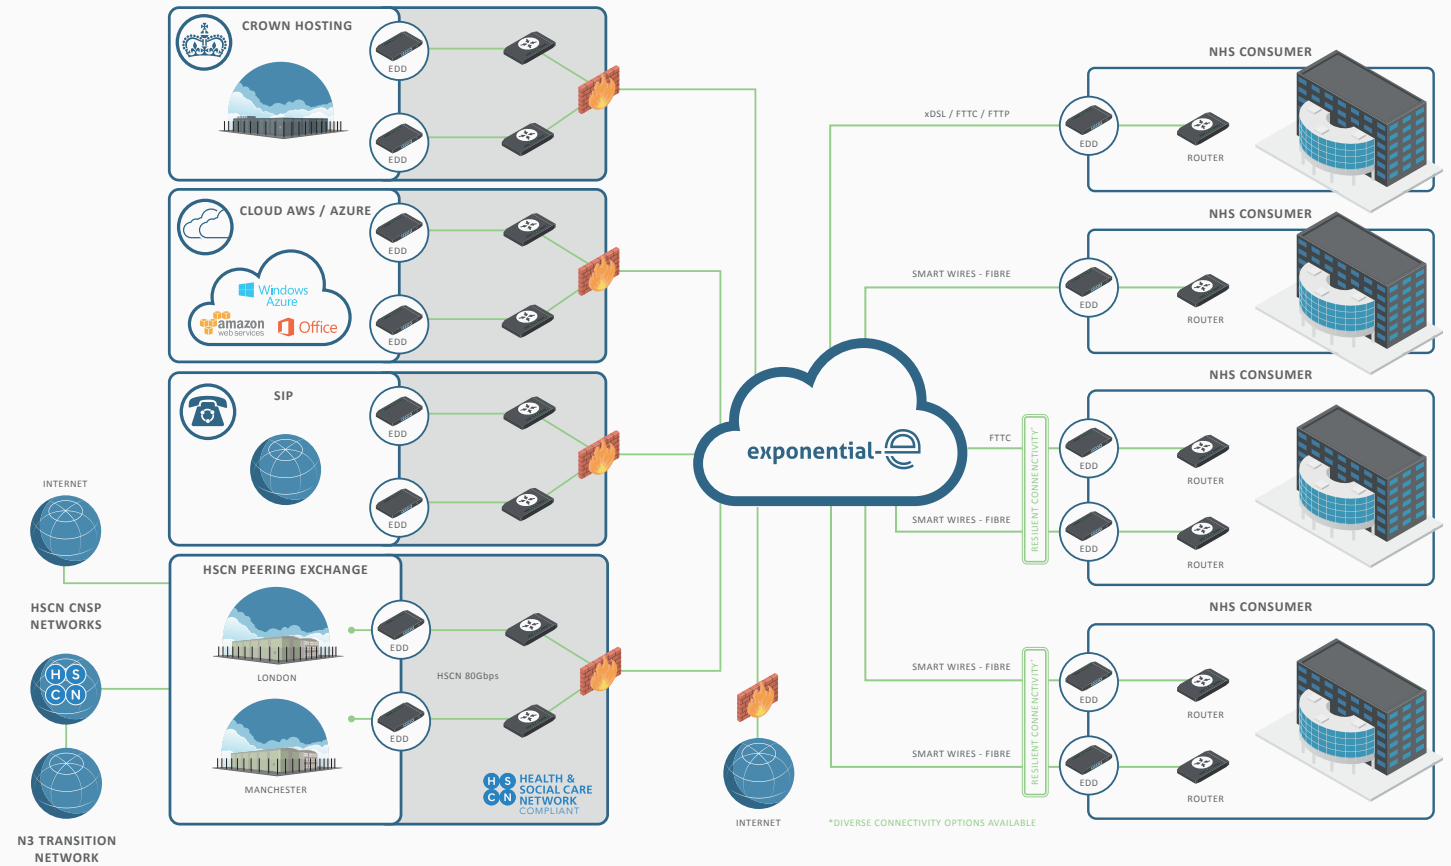 CROWN HOSTING
EDD
EDD
CLOUD AWS / AZURE
Windows
Azure
amazon
web services
Office
EDD
EDD
SIP
EDD
EDD
INTERNET
HSCN CNSP
NETWORKS
H S
C N
N3 TRANSITION
NETWORK
HSCN PEERING EXCHANGE
LONDON
MANCHESTER
EDD
HSCN 80Gbps
EDD
H S
C N
HEALTH &
SOCIAL CARE
NETWORK
COMPLIANT
exponential-e
INTERNET
NHS CONSUMER
xDSL / FTTC / FTTP
EDD
ROUTER
NHS CONSUMER
SMART WIRES - FIBRE
EDD
ROUTER
NHS CONSUMER
FTTC
RESILIENT CONNENCTIVITY*
EDD
ROUTER
SMART WIRES - FIBRE
EDD
ROUTER
NHS CONSUMER
SMART WIRES - FIBRE
RESILIENT CONNENCTIVITY*
EDD
ROUTER
SMART WIRES - FIBRE
EDD
ROUTER
*DIVERSE CONNECTIVITY OPTIONS AVAILABLE